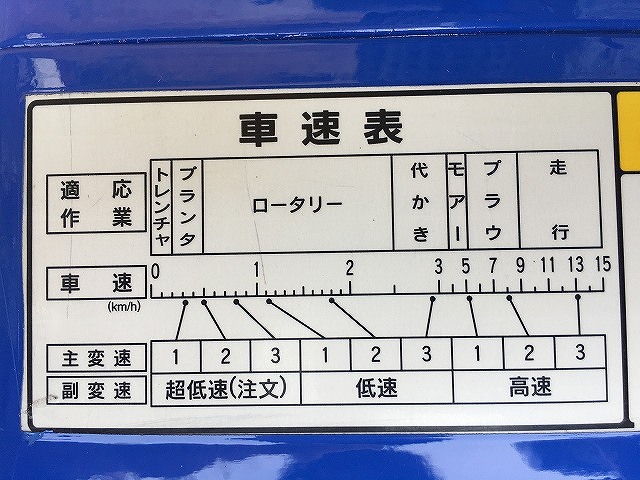 車速表
適応作業 トレンチャ プランタ ロータリー 代かき モアー プラウ 走行
車速 (km/h) 0 1 2 3 5 7 9 11 13 15
主変速 1 2 3 1 2 3 1 2 3
副変速 超低速(注文) 低速 高速